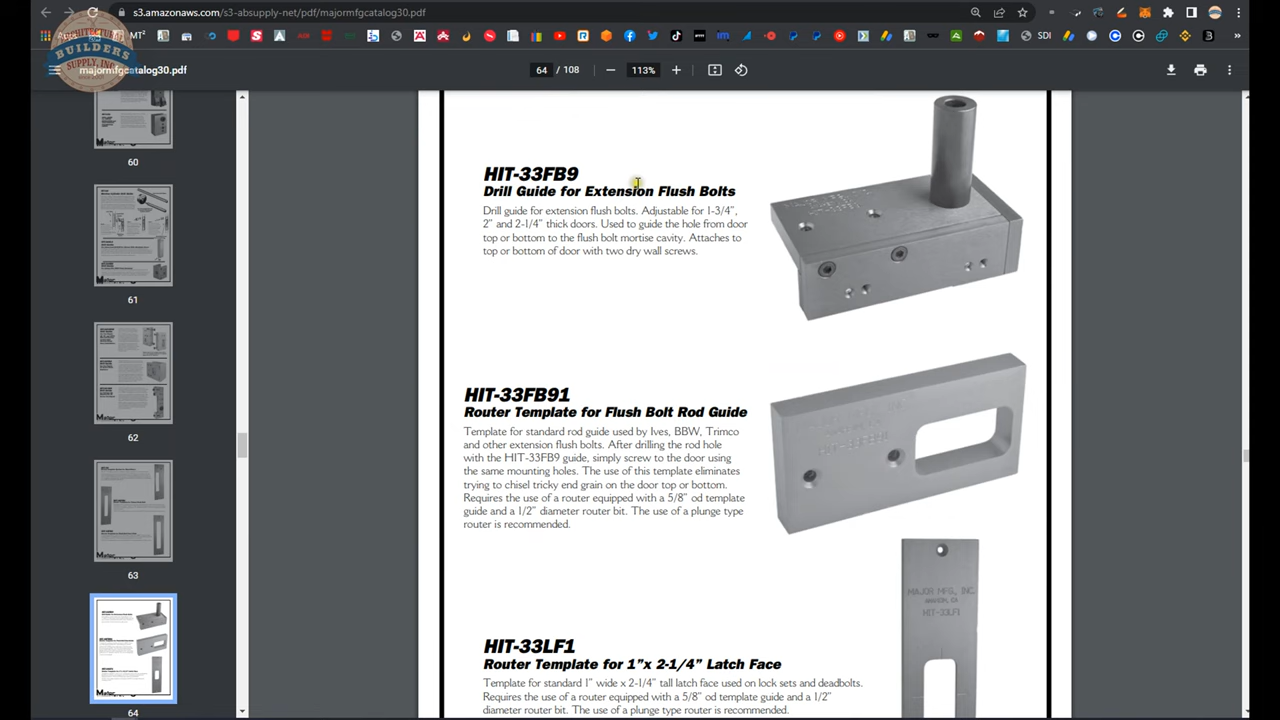 s3.amazonaws.com/s3-absupply-net/pdf/majormfgcatalog30.pdf
MT²
SDI
ARCHITECTURAL
BUILDERS
SUPPLY, INC.
majormfgcatalog30.pdf
64 / 108
113%
60
61
62
63
64
HIT-33FB9
Drill Guide for Extension Flush Bolts
Drill guide for extension flush bolts. Adjustable for 1-3/4",
2" and 2-1/4" thick doors. Used to guide the hole from door
top or bottom to the flush bolt mortise cavity. Attaches to
top or bottom of door with two dry wall screws.
HIT-33FB91
Router Template for Flush Bolt Rod Guide
Template for standard rod guide used by Ives, BBW, Trimco
and other extension flush bolts. After drilling the rod hole
with the HIT-33FB9 guide, simply screw to the door using
the same mounting holes. The use of this template eliminates
trying to chisel tricky end grain on the door top or bottom.
Requires the use of a router equipped with a 5/8" od template
guide and a 1/2" diameter router bit. The use of a plunge type
router is recommended.
MAJOR MFG., INC.
ANAHEIM, CA
HIT-33LF1
HIT-33LF1
Router Template for 1"x 2-1/4" Latch Face
Template for standard 1" wide x 2-1/4" tall latch face used on lock sets and deadbolts.
Requires the use of a router equipped with a 5/8" od template guide and a 1/2"
diameter router bit. The use of a plunge type router is recommended.